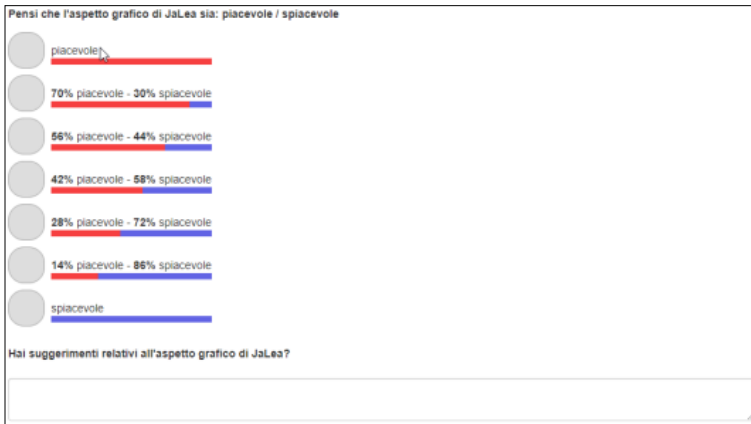 Pensi che l'aspetto grafico di JaLea sia: piacevole / spiacevole
piacevole
70% piacevole - 30% spiacevole
56% piacevole - 44% spiacevole
42% piacevole - 58% spiacevole
28% piacevole - 72% spiacevole
14% piacevole - 86% spiacevole
spiacevole
Hai suggerimenti relativi all'aspetto grafico di JaLea?